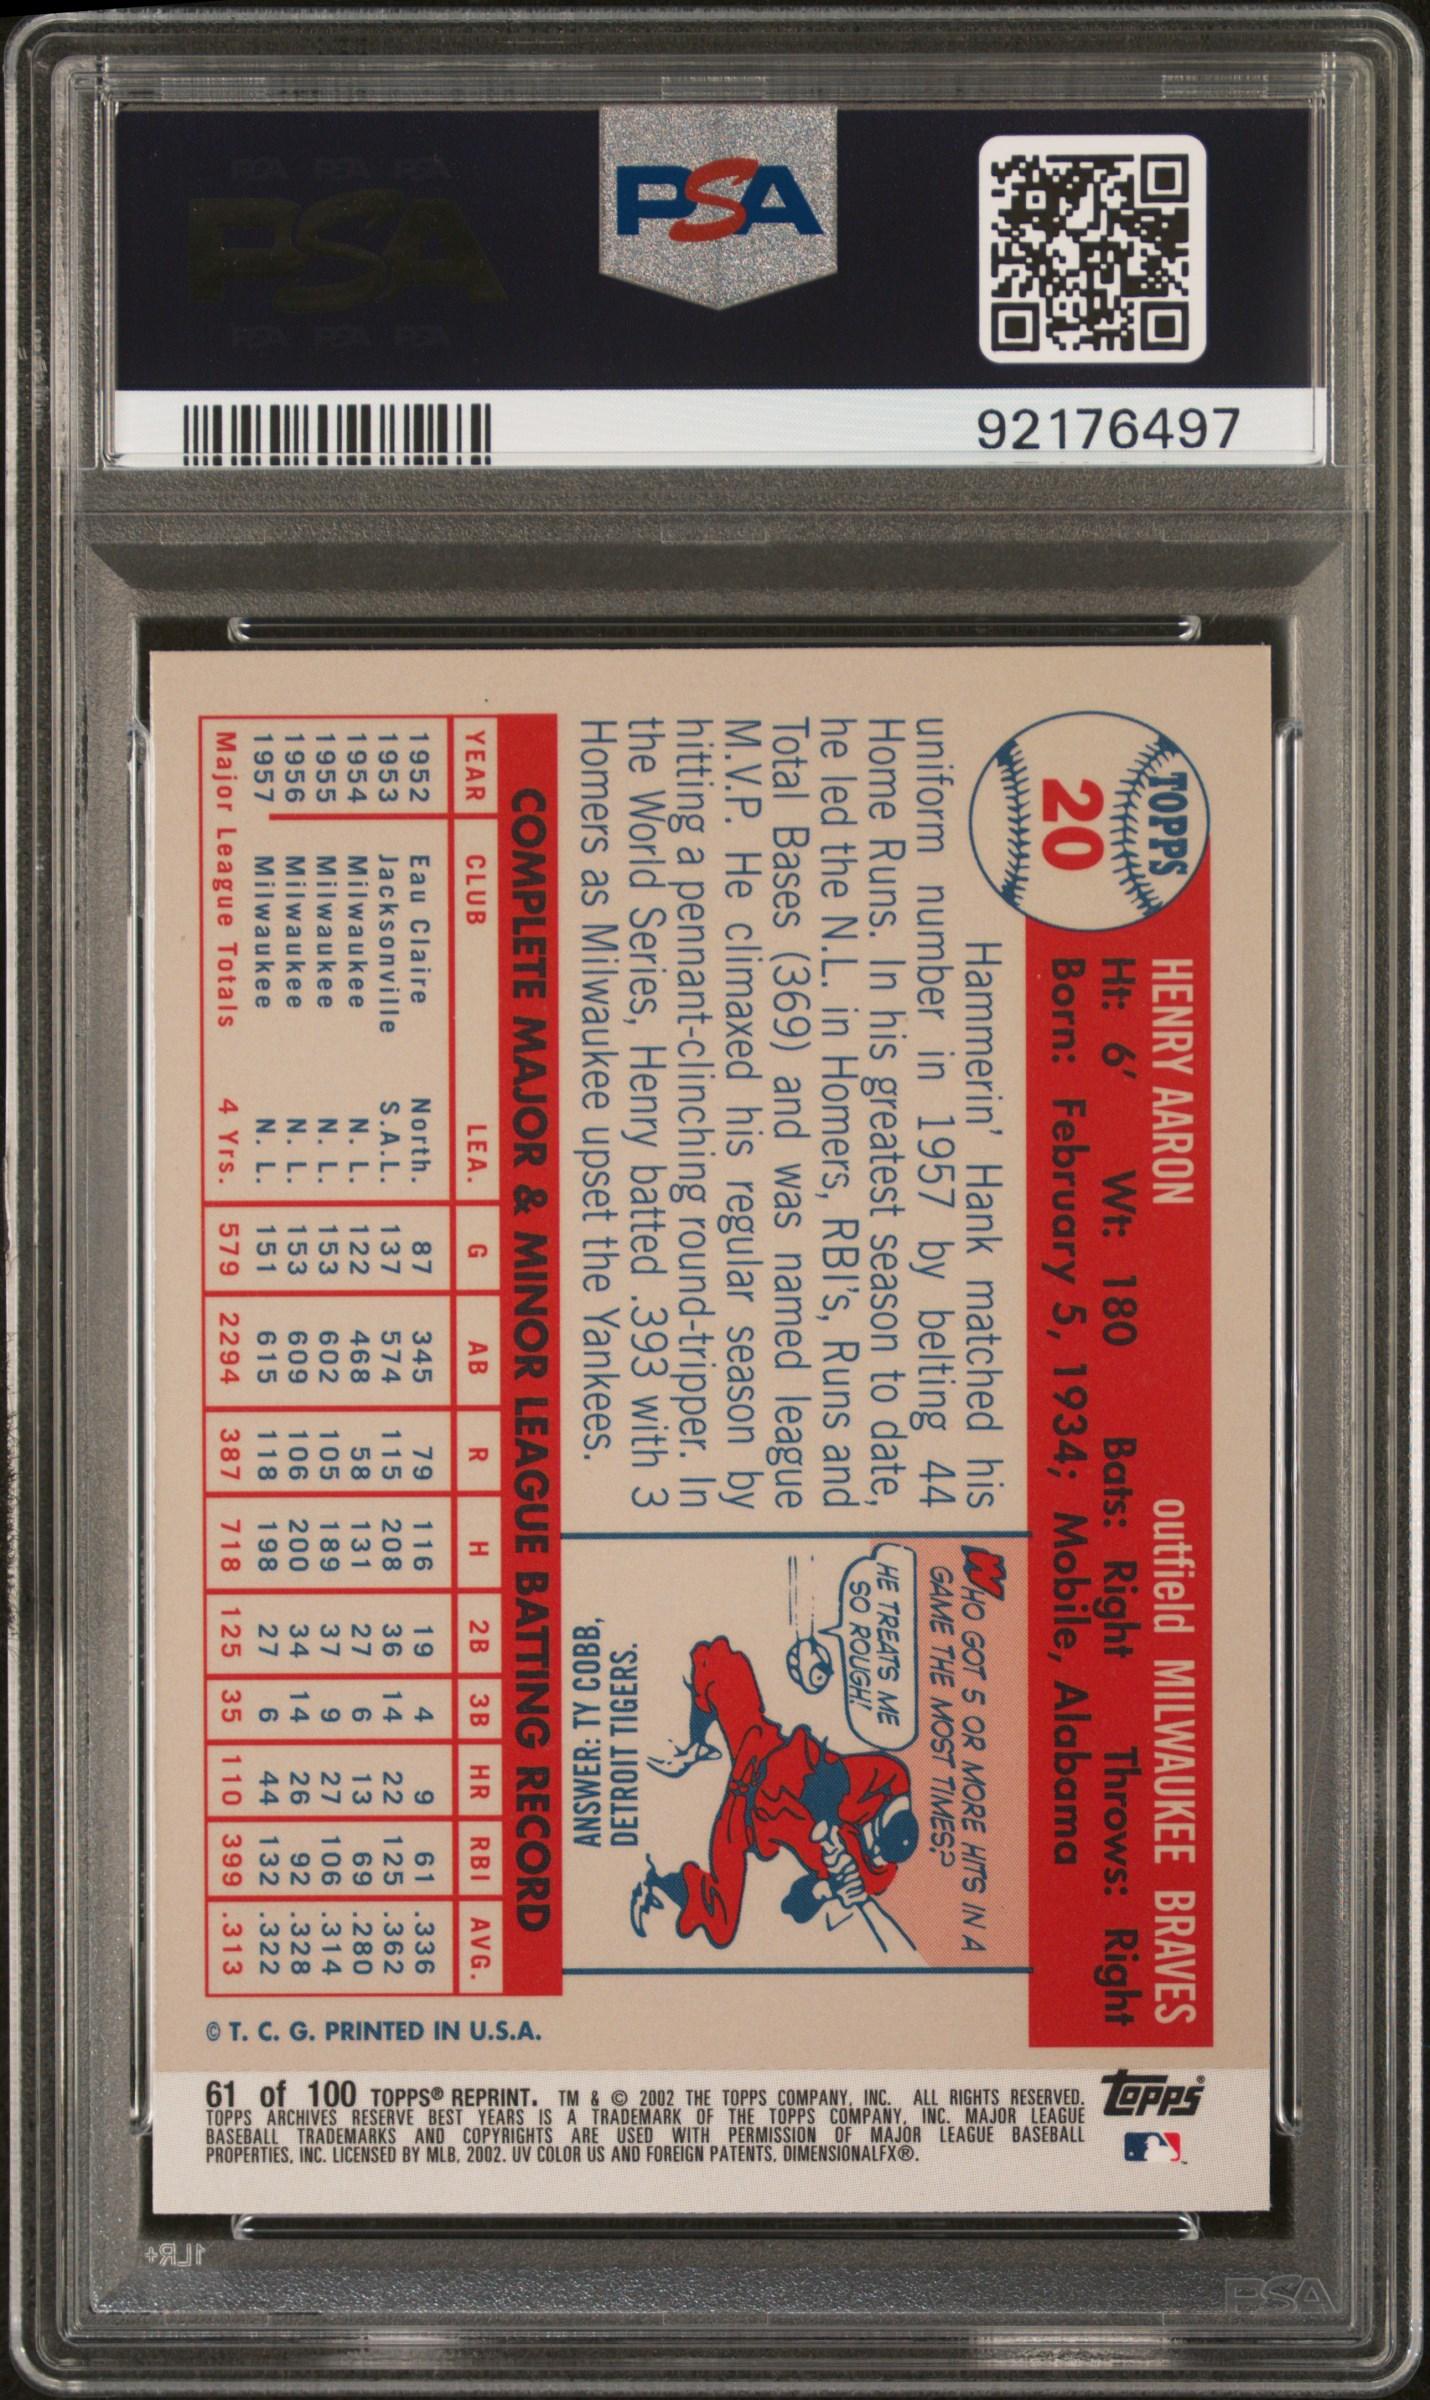 PSA PSA PSA
PSA
PSA PSA PSA
PSA
92176497
TOPPS
20
HENRY AARON outfield MILWAUKEE BRAVES
Ht: 6' Wt: 180 Bats: Right Throws: Right
Born: February 5, 1934; Mobile, Alabama
Hammerin' Hank matched his
uniform number in 1957 by belting 44
Home Runs. In his greatest season to date,
he led the N.L. in Homers, RBI's, Runs and
Total Bases (369) and was named league
M.V.P. He climaxed his regular season by
hitting a pennant-clinching round-tripper. In
the World Series, Henry batted .393 with 3
Homers as Milwaukee upset the Yankees.
WHO GOT 5 OR MORE HITS IN A
GAME THE MOST TIMES?
HE TREATS ME
SO ROUGH!
DETROIT TIGERS.
ANSWER: TY COBB,
COMPLETE MAJOR & MINOR LEAGUE BATTING RECORD
YEAR CLUB LEA. G AB R H 2B 3B HR RBI AVG.
1952 Eau Claire North. 87 345 79 116 19 4 9 61 .336
1953 Jacksonville S.A.L. 137 574 115 208 36 14 22 125 .362
1954 Milwaukee N. L. 122 468 58 131 27 6 13 69 .280
1955 Milwaukee N. L. 153 602 105 189 37 9 27 106 .314
1956 Milwaukee N. L. 153 609 106 200 34 14 26 92 .328
1957 Milwaukee N. L. 151 615 118 198 27 6 44 132 .322
Major League Totals 4 Yrs. 579 2294 387 718 125 35 110 399 .313
© T. C. G. PRINTED IN U.S.A.
61 of 100 TOPPS® REPRINT. TM & © 2002 THE TOPPS COMPANY, INC. ALL RIGHTS RESERVED.
TOPPS ARCHIVES RESERVE BEST YEARS IS A TRADEMARK OF THE TOPPS COMPANY, INC. MAJOR LEAGUE
BASEBALL TRADEMARKS AND COPYRIGHTS ARE USED WITH PERMISSION OF MAJOR LEAGUE BASEBALL
PROPERTIES, INC. LICENSED BY MLB, 2002. UV COLOR US AND FOREIGN PATENTS, DIMENSIONALFX®.
Topps®
1LR+
PSA